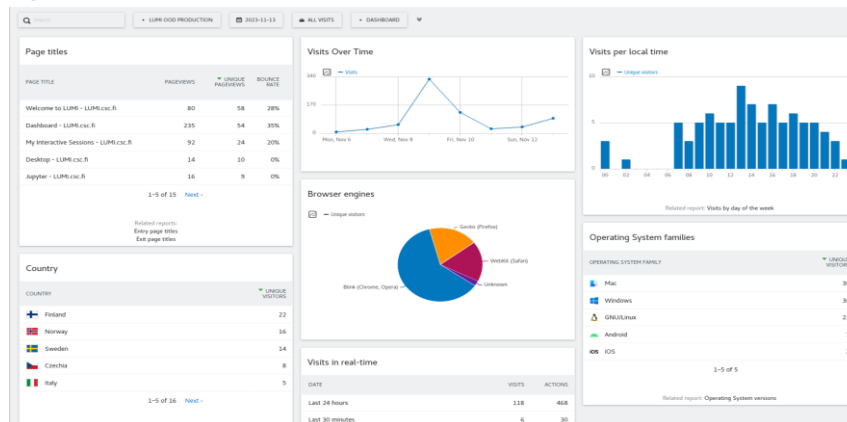 Search
LUMI OOD PRODUCTION
2023-11-13
ALL VISITS
DASHBOARD
Page titles
PAGE TITLE PAGEVIEWS UNIQUE PAGEVIEWS BOUNCE RATE
Welcome to LUMI - LUMI.csc.fi 80 58 28%
Dashboard - LUMI.csc.fi 235 54 35%
My Interactive Sessions - LUMI.csc.fi 92 24 20%
Desktop - LUMI.csc.fi 14 10 0%
Jupyter - LUMI.csc.fi 16 9 0%
1–5 of 15 Next ›
Related reports:
Entry page titles
Exit page titles
Country
COUNTRY UNIQUE VISITORS
Finland 22
Norway 16
Sweden 14
Czechia 8
Italy 5
1–5 of 16 Next ›
Visits Over Time
Visits
340
170
0
Mon, Nov 6 Wed, Nov 8 Fri, Nov 10 Sun, Nov 12
Browser engines
Unique visitors
Gecko (Firefox)
WebKit (Safari)
Unknown
Blink (Chrome, Opera)
Visits in real-time
DATE VISITS ACTIONS
Last 24 hours 118 468
Last 30 minutes 6 30
Visits per local time
Unique visitors
10
5
0
00 02 04 06 08 10 12 14 16 18 20 22
Related report: Visits by day of the week
Operating System families
OPERATING SYSTEM FAMILY
Mac
Windows
GNU/Linux
Android
iOS iOS
1–5 of 5
Related report: Operating System versions